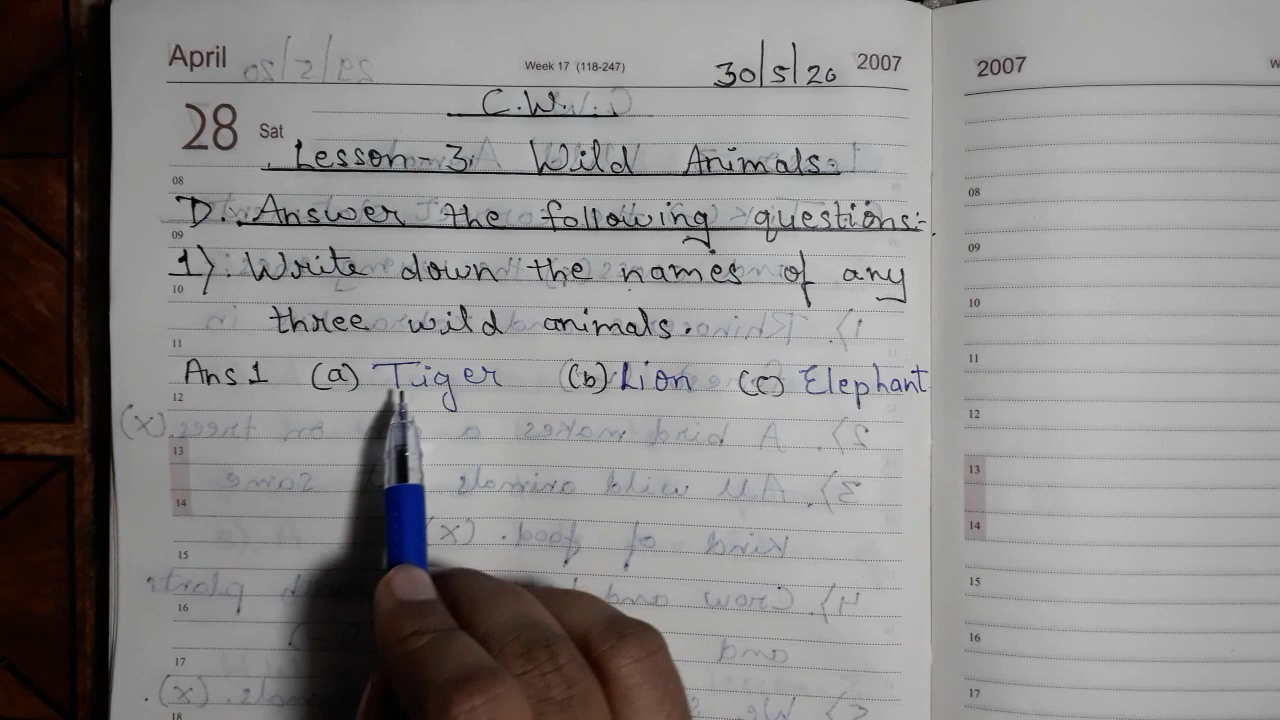 April Week 17 (118-247) 30/5/20 2007
C.W.
28 Sat
Lesson-3. Wild Animals:
08
D. Answer the following questions:-
09
1). Write down the names of any
10
three wild animals.
11
Ans 1 (a) Tiger (b) Lion (c) Elephant
12
13
14
15
16
17
18
2007
08
09
10
11
12
13
14
15
16
17